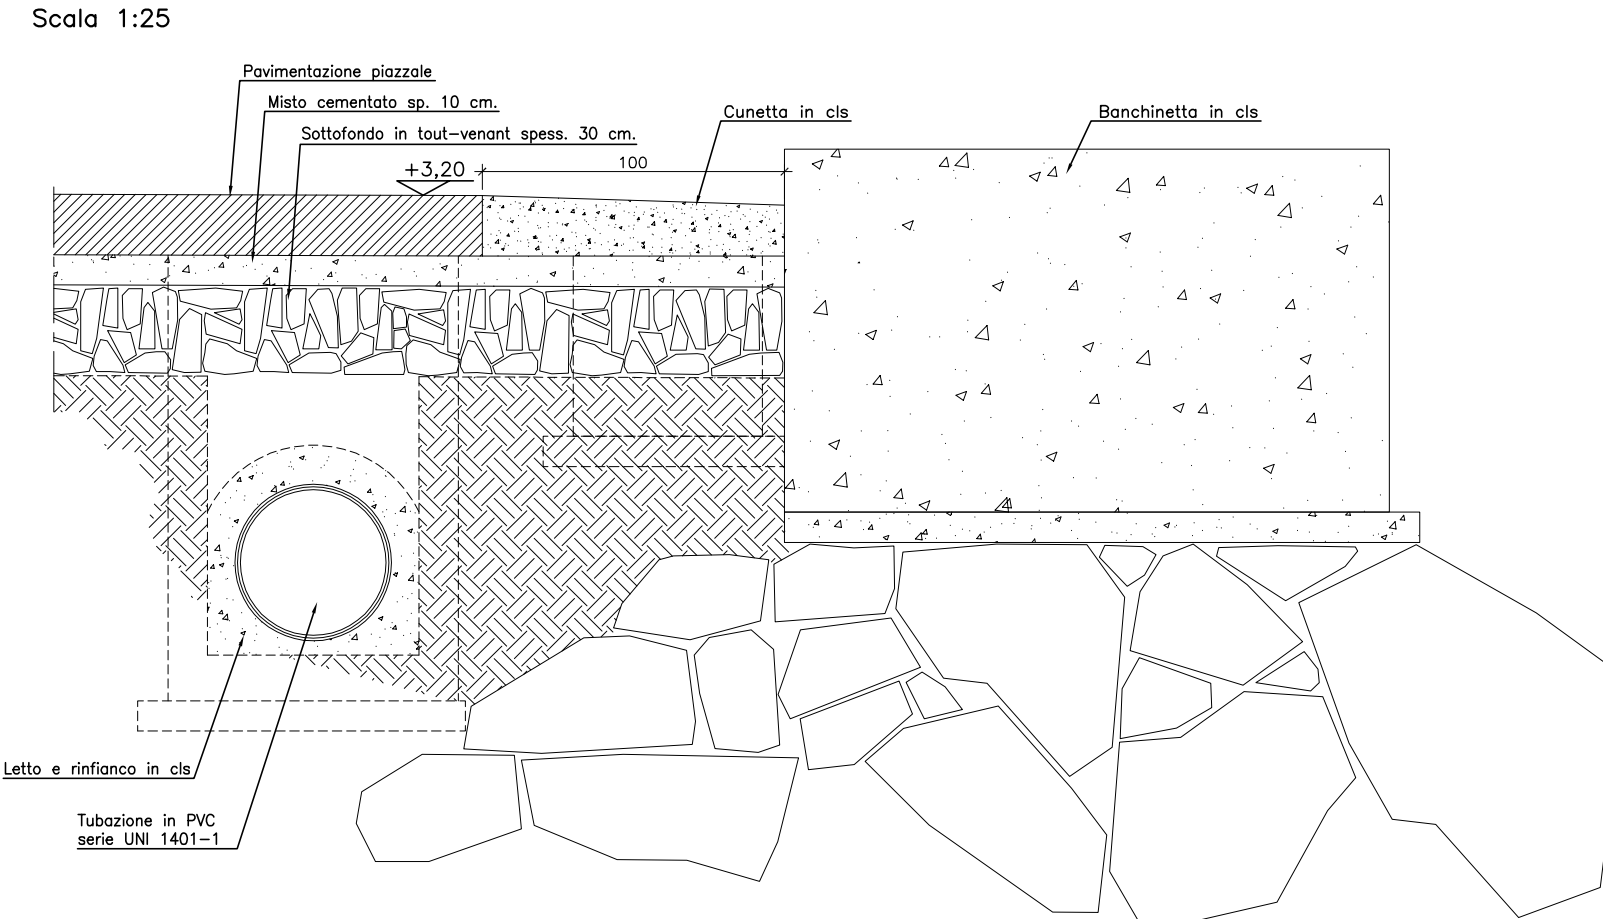 Scala 1:25
Pavimentazione piazzale
Misto cementato sp. 10 cm.
Sottofondo in tout-venant spess. 30 cm.
+3,20
100
Cunetta in cls
Banchinetta in cls
Letto e rinfianco in cls
Tubazione in PVC
serie UNI 1401-1